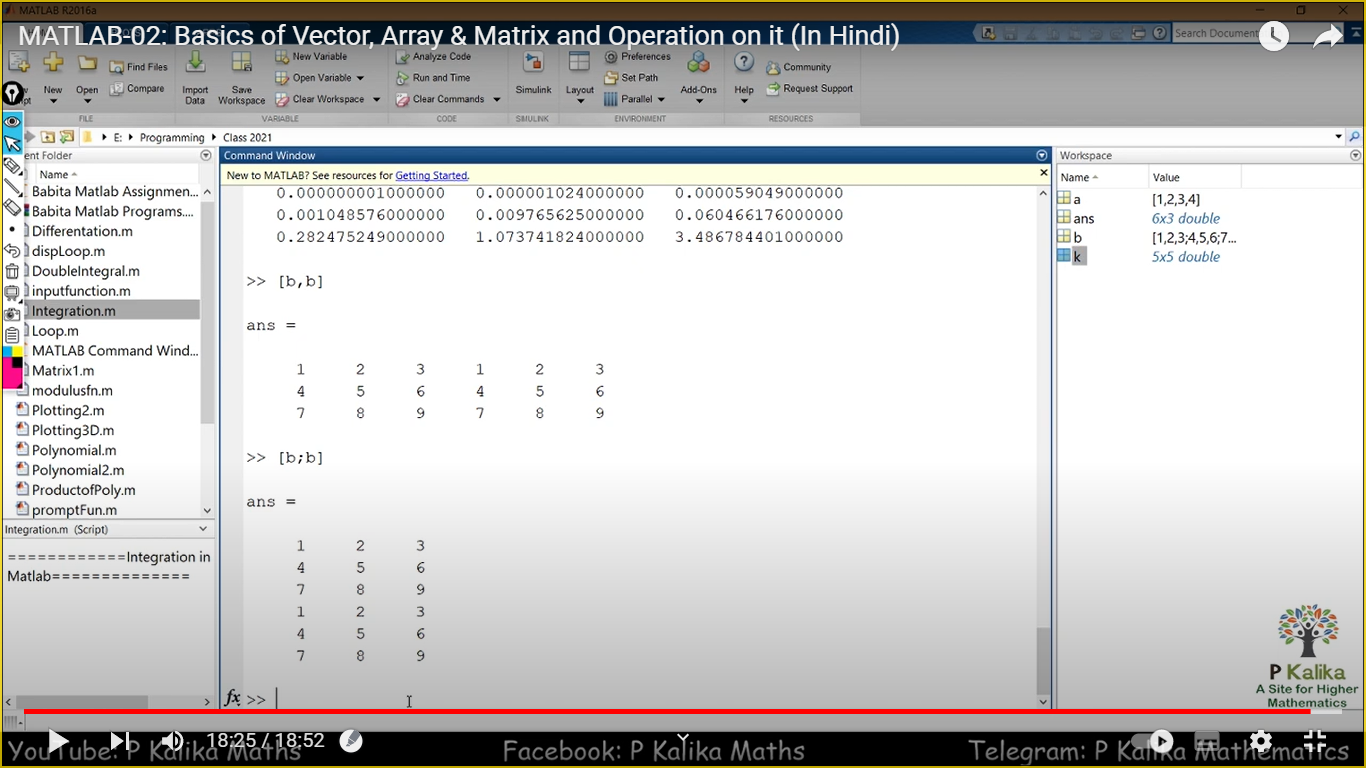 MATLAB R2016a
MATLAB-02: Basics of Vector, Array & Matrix and Operation on it (In Hindi)
Search Document
New
Open
Find Files
Compare
Import Data
Save Workspace
New Variable
Open Variable
Clear Workspace
Analyze Code
Run and Time
Clear Commands
Simulink
Layout
Preferences
Set Path
Parallel
Add-Ons
Help
Community
Request Support
FILE
VARIABLE
CODE
SIMULINK
ENVIRONMENT
RESOURCES
E: Programming Class 2021
ent Folder
Name
Babita Matlab Assignmen...
Babita Matlab Programs....
Differentation.m
dispLoop.m
DoubleIntegral.m
inputfunction.m
Integration.m
Loop.m
MATLAB Command Wind...
Matrix1.m
modulusfn.m
Plotting2.m
Plotting3D.m
Polynomial.m
Polynomial2.m
ProductofPoly.m
promptFun.m
Integration.m (Script)
============Integration in
Matlab==============
Command Window
New to MATLAB? See resources for Getting Started.
0.000000001000000 0.000001024000000 0.000059049000000
0.001048576000000 0.009765625000000 0.060466176000000
0.282475249000000 1.073741824000000 3.486784401000000
>> [b,b]
ans =
1 2 3 1 2 3
4 5 6 4 5 6
7 8 9 7 8 9
>> [b;b]
ans =
1 2 3
4 5 6
7 8 9
1 2 3
4 5 6
7 8 9
fx >>
Workspace
Name Value
a [1,2,3,4]
ans 6x3 double
b [1,2,3;4,5,6;7...
k 5x5 double
P Kalika
A Site for Higher
Mathematics
18:25 / 18:52
YouTube: P Kalika Maths Facebook: P Kalika Maths Telegram: P Kalika Mathematics